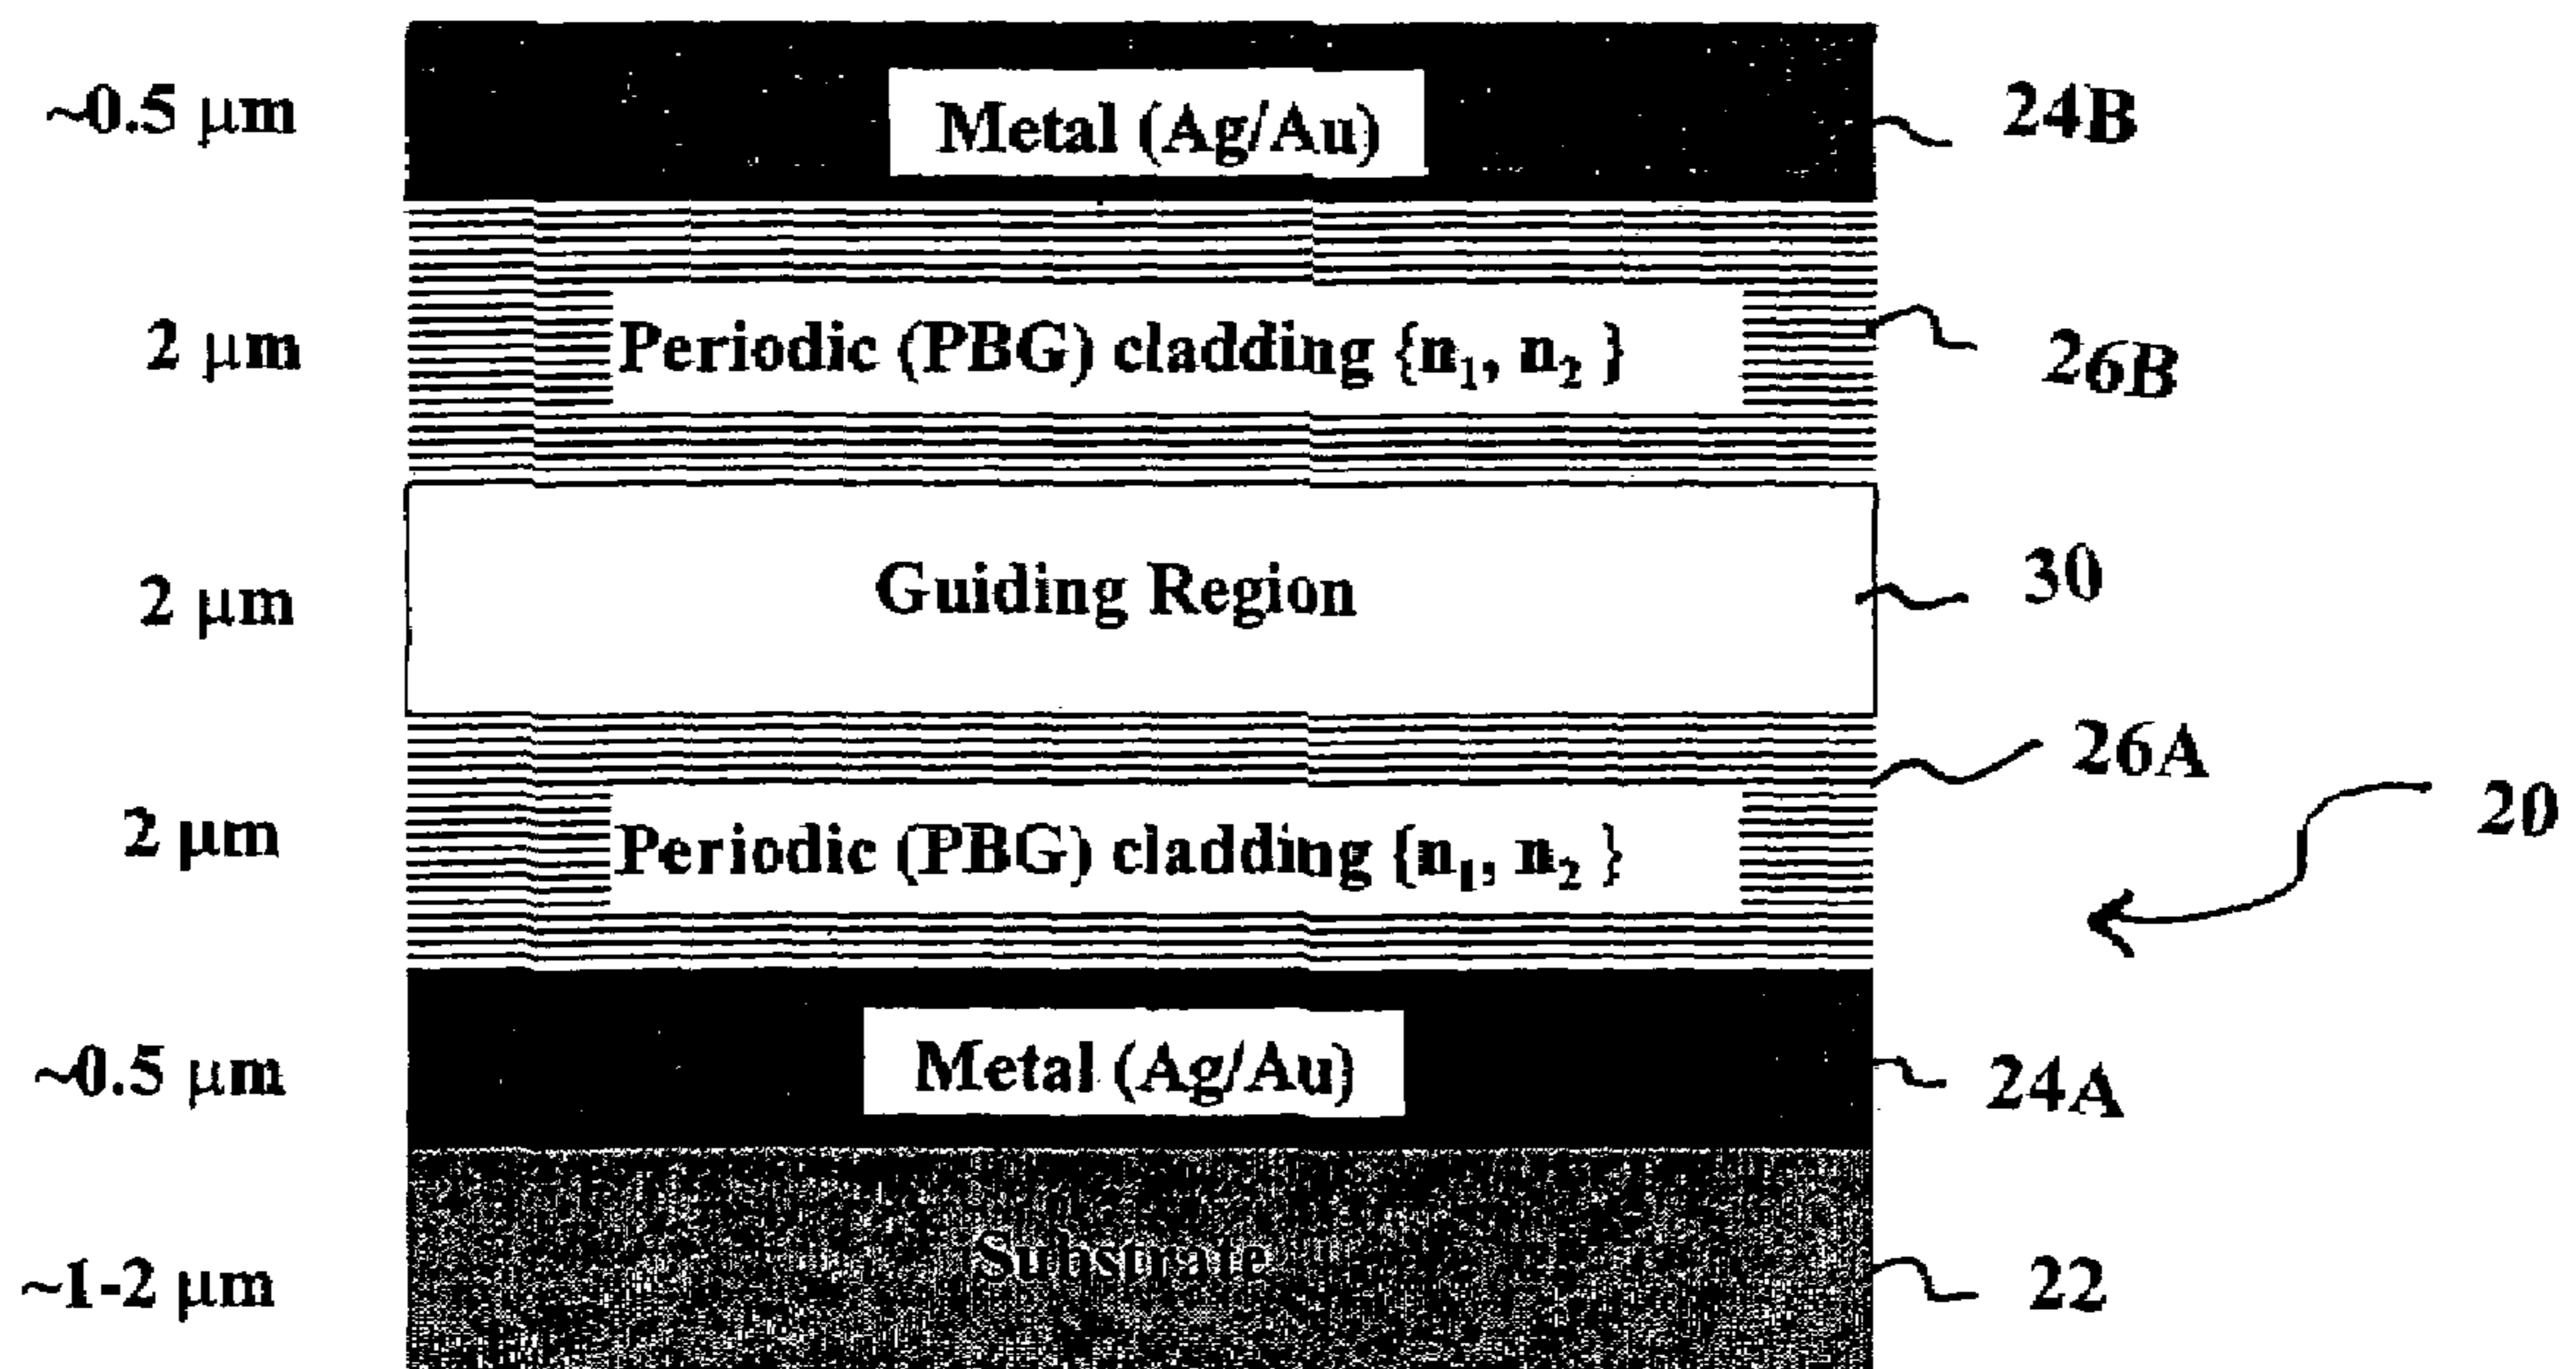 ~0.5 μm Metal (Ag/Au) 24B
2 μm Periodic (PBG) cladding {n₁, n₂ } 26B
2 μm Guiding Region 30
26A
2 μm Periodic (PBG) cladding {n₁, n₂ } 20
~0.5 μm Metal (Ag/Au) 24A
~1-2 μm Substrate 22